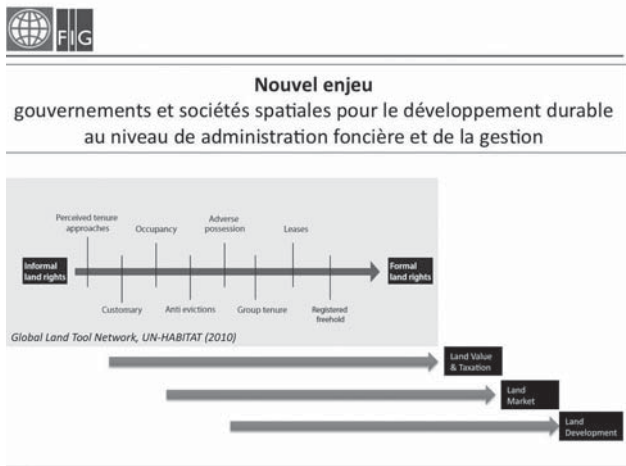 FIG
Nouvel enjeu
gouvernements et sociétés spatiales pour le développement durable
au niveau de administration foncière et de la gestion
Perceived tenure
approaches
Occupancy
Adverse
possession
Leases
Informal
land rights
Formal
land rights
Customary
Anti evictions
Group tenure
Registered
freehold
Global Land Tool Network, UN-HABITAT (2010)
Land Value
& Taxation
Land
Market
Land
Development